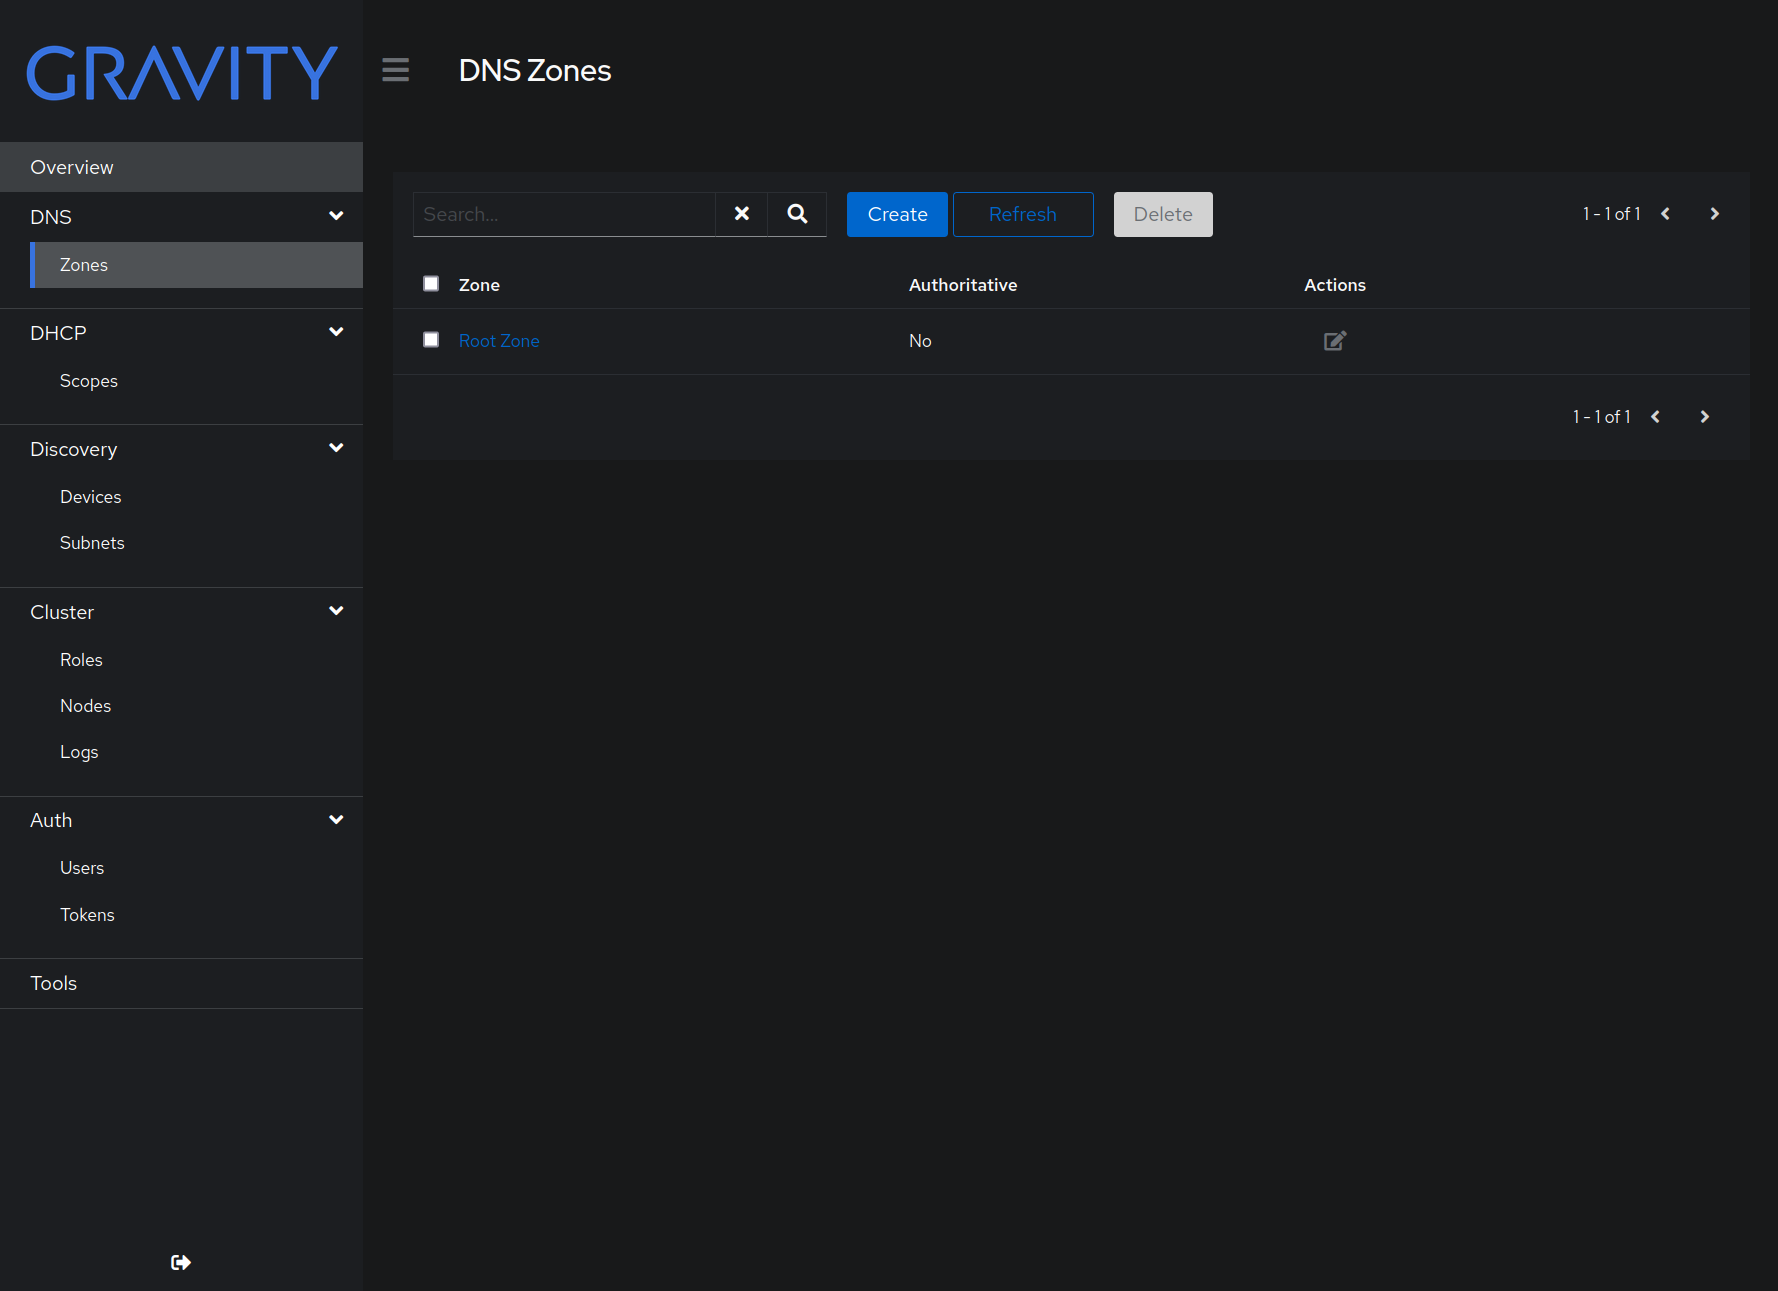 GRAVITY
Overview
DNS
Zones
DHCP
Scopes
Discovery
Devices
Subnets
Cluster
Roles
Nodes
Logs
Auth
Users
Tokens
Tools
DNS Zones
Search... Create Refresh Delete 1 - 1 of 1
Zone Authoritative Actions
Root Zone No
1 - 1 of 1